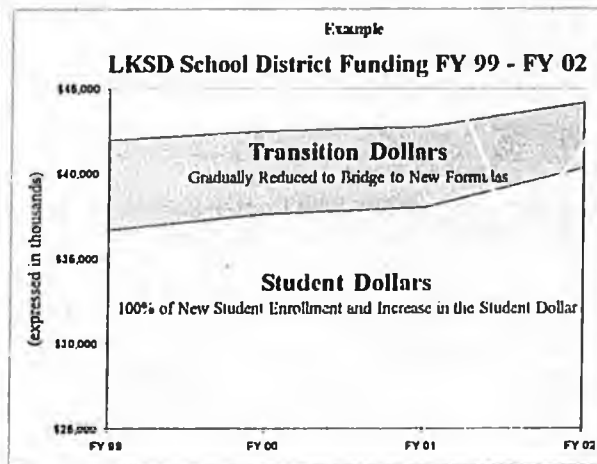 Example
LKSD School District Funding FY 99 - FY 02
(expressed in thousands)
$45,000
$40,000
$35,000
$30,000
$25,000
Transition Dollars
Gradually Reduced to Bridge to New Formulas
Student Dollars
100% of New Student Enrollment and Increase in the Student Dollar
FY 99
FY 00
FY 01
FY 02